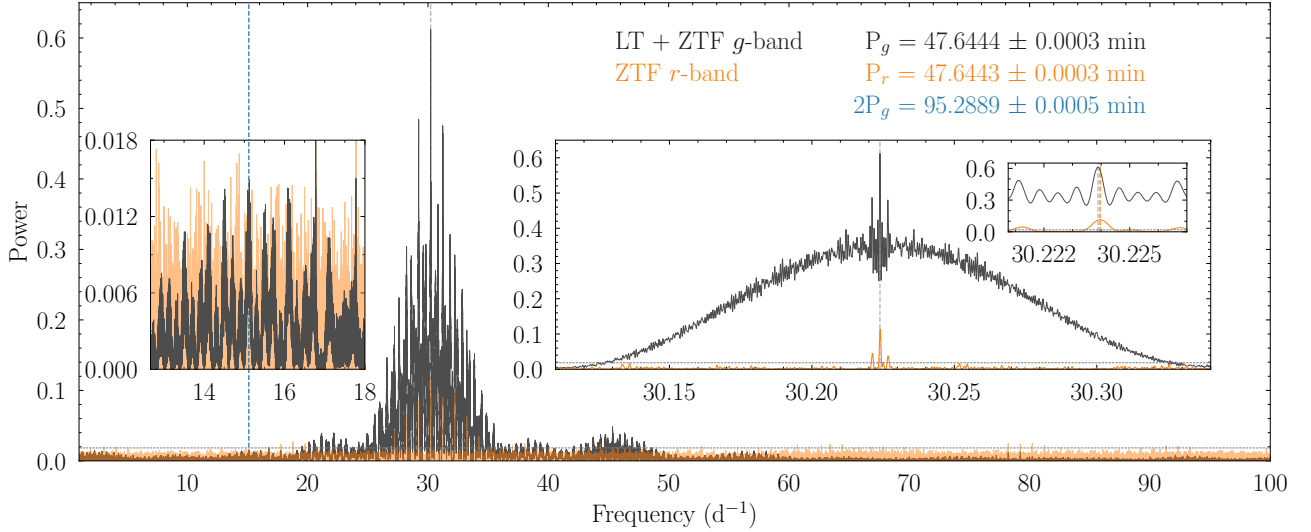 LT + ZTF g-band P_g = 47.6444 ± 0.0003 min
ZTF r-band P_r = 47.6443 ± 0.0003 min
2P_g = 95.2889 ± 0.0005 min
Power
0.6
0.5
0.4
0.3
0.2
0.1
0.0
0.018
0.012
0.006
0.000
14 16 18
0.6
0.5
0.4
0.3
0.2
0.1
0.0
30.15 30.20 30.25 30.30
0.6
0.3
0.0
30.222 30.225
10 20 30 40 50 60 70 80 90 100
Frequency (d⁻¹)